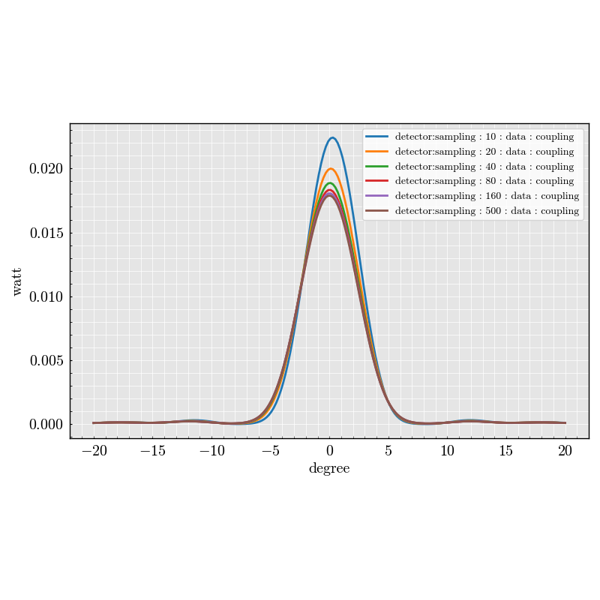 detector:sampling : 10 : data : coupling
detector:sampling : 20 : data : coupling
detector:sampling : 40 : data : coupling
detector:sampling : 80 : data : coupling
detector:sampling : 160 : data : coupling
detector:sampling : 500 : data : coupling
0.020
0.015
0.010
0.005
0.000
watt
−20 −15 −10 −5 0 5 10 15 20
degree